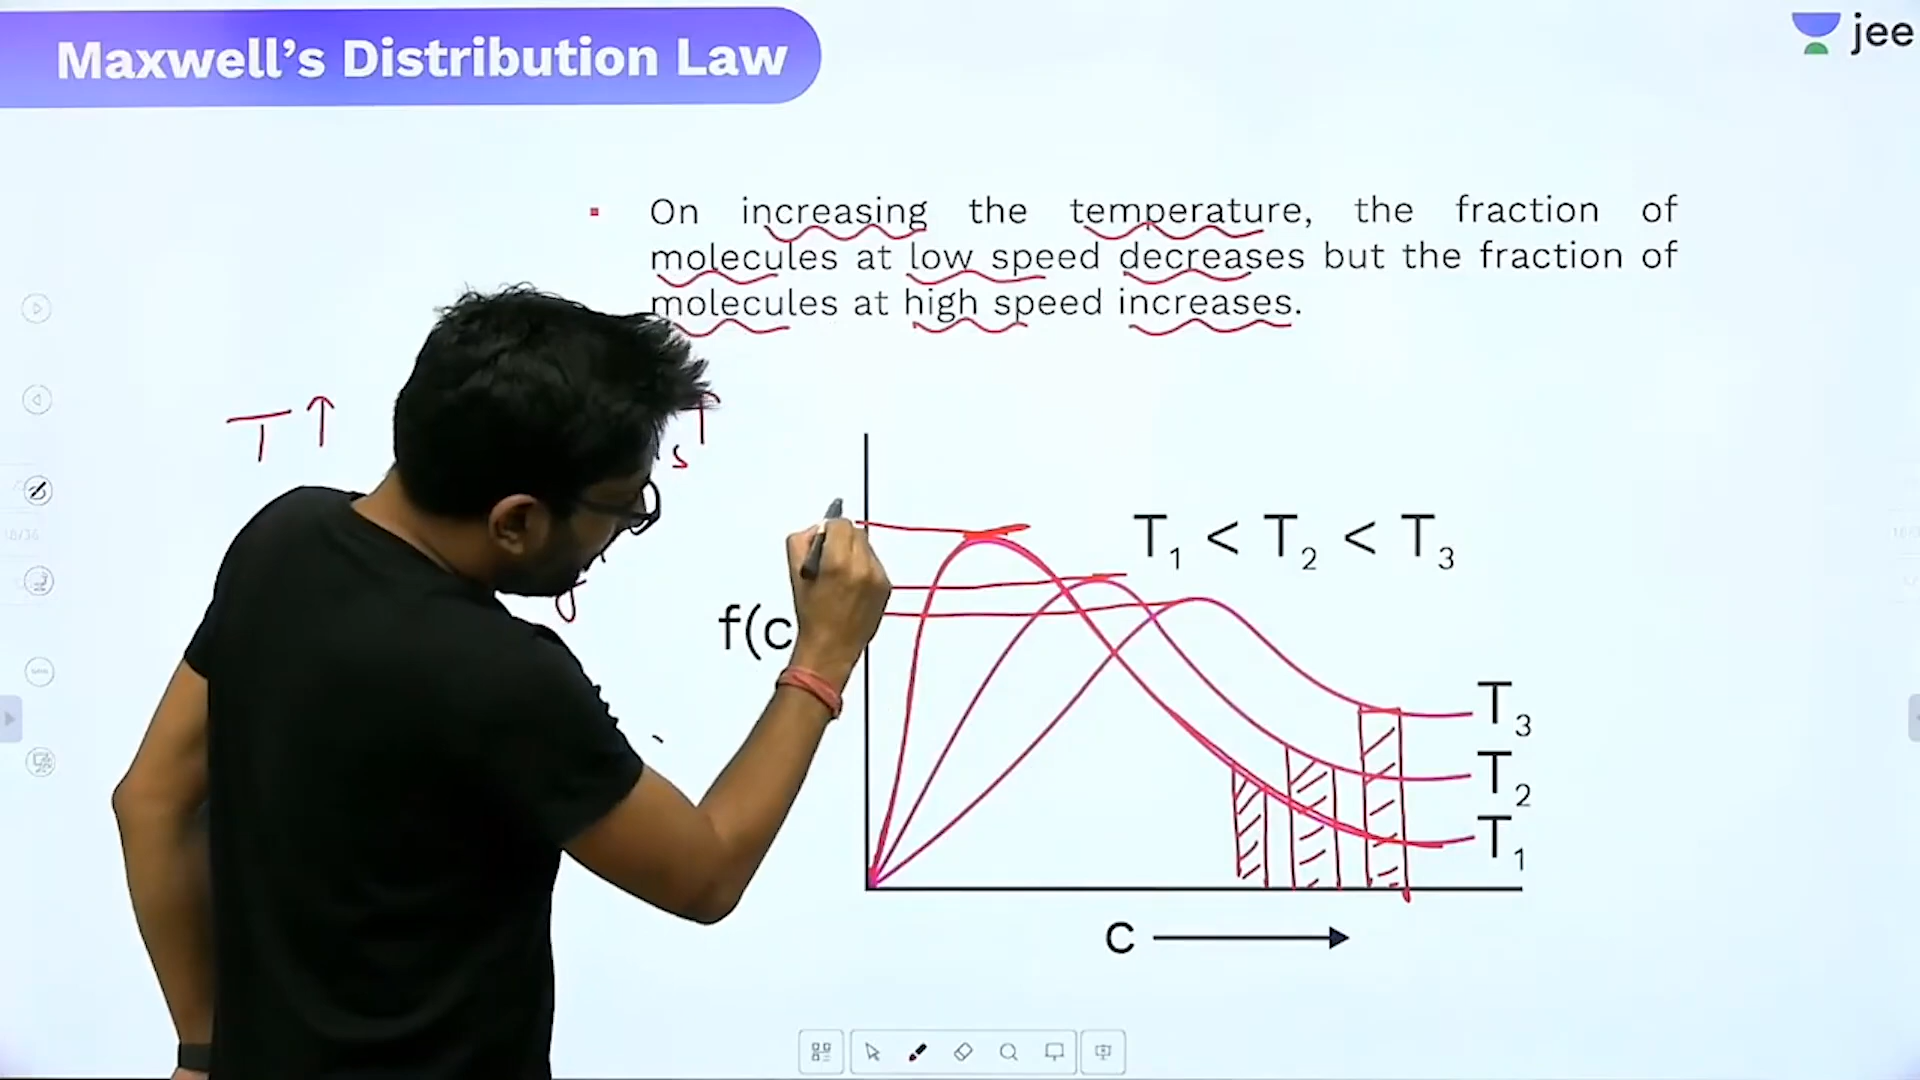 Maxwell's Distribution Law
jee
On increasing the temperature, the fraction of
molecules at low speed decreases but the fraction of
molecules at high speed increases.
T↑
s↑
T₁ < T₂ < T₃
f(c
T₃
T₂
T₁
C